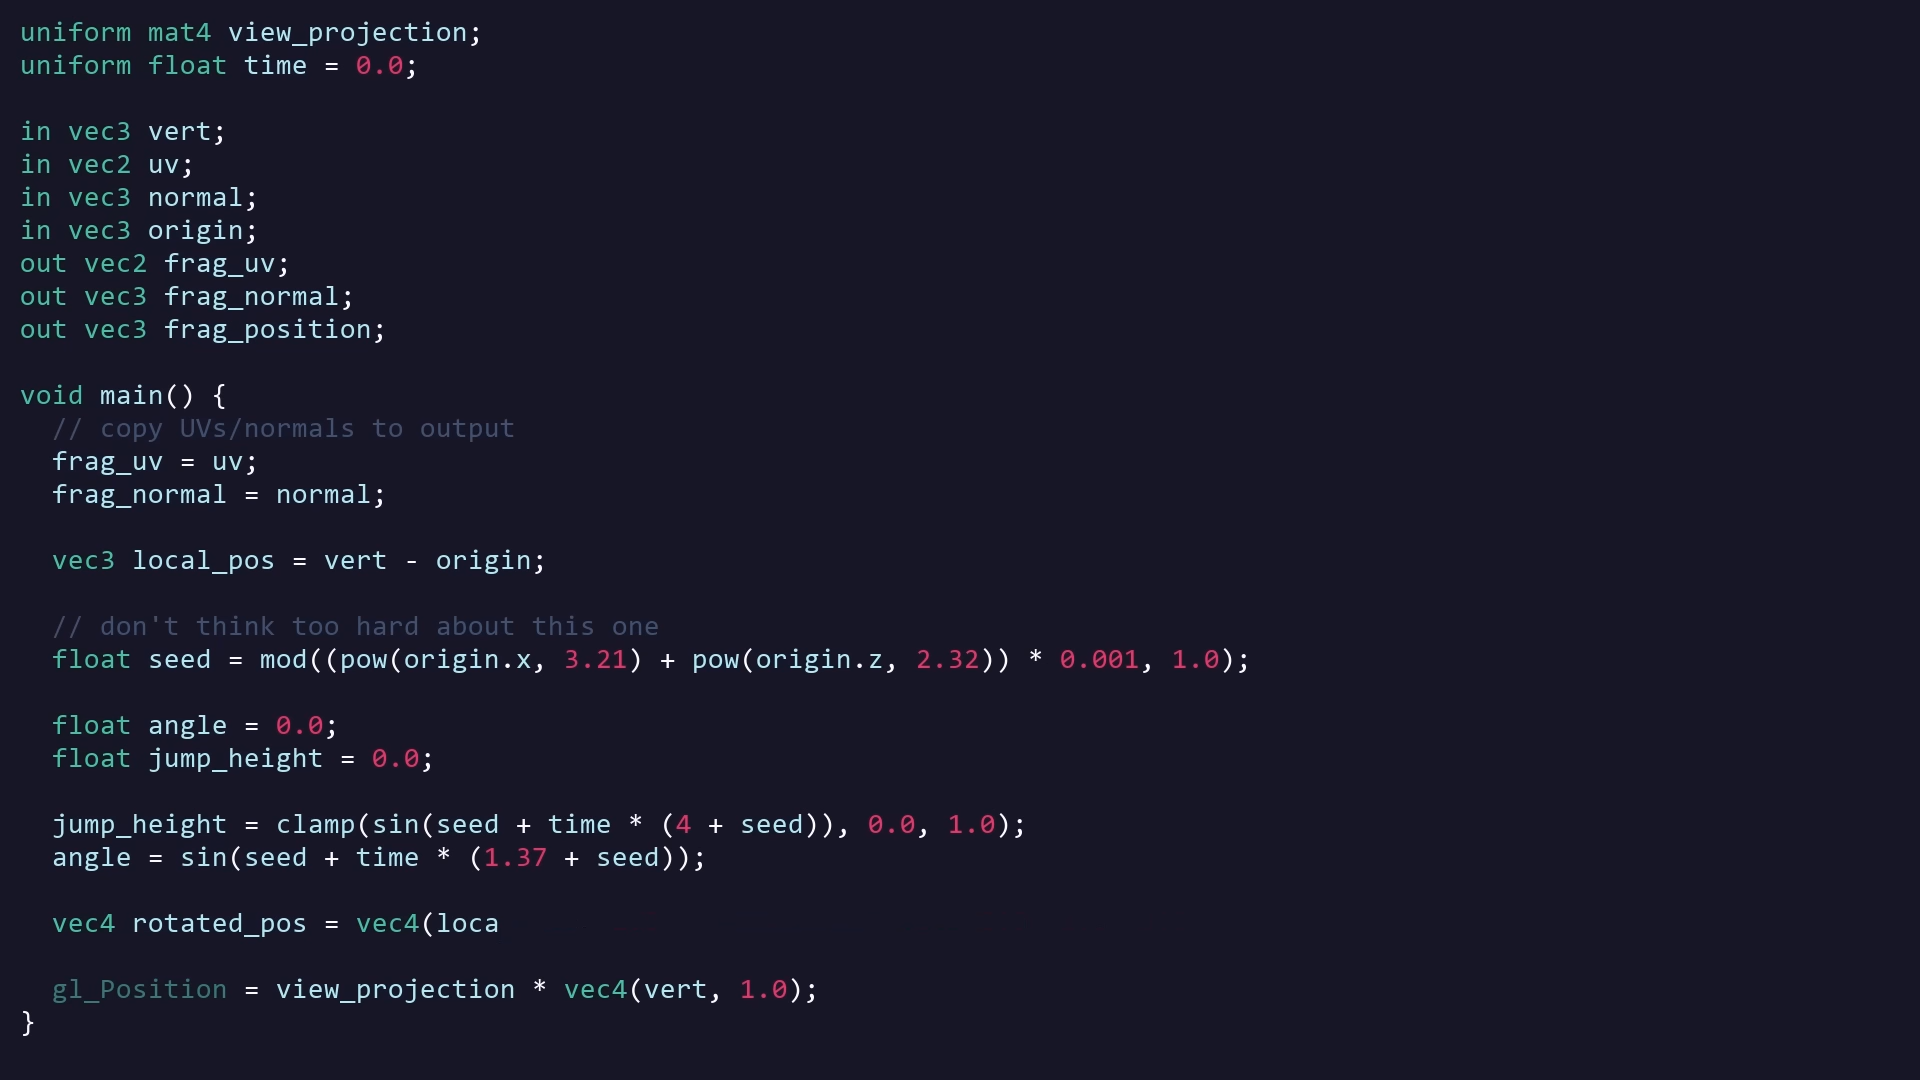 uniform mat4 view_projection;
uniform float time = 0.0;
in vec3 vert;
in vec2 uv;
in vec3 normal;
in vec3 origin;
out vec2 frag_uv;
out vec3 frag_normal;
out vec3 frag_position;
void main() {
// copy UVs/normals to output
frag_uv = uv;
frag_normal = normal;
vec3 local_pos = vert - origin;
// don't think too hard about this one
float seed = mod((pow(origin.x, 3.21) + pow(origin.z, 2.32)) * 0.001, 1.0);
float angle = 0.0;
float jump_height = 0.0;
jump_height = clamp(sin(seed + time * (4 + seed)), 0.0, 1.0);
angle = sin(seed + time * (1.37 + seed));
vec4 rotated_pos = vec4(loca
gl_Position = view_projection * vec4(vert, 1.0);
}